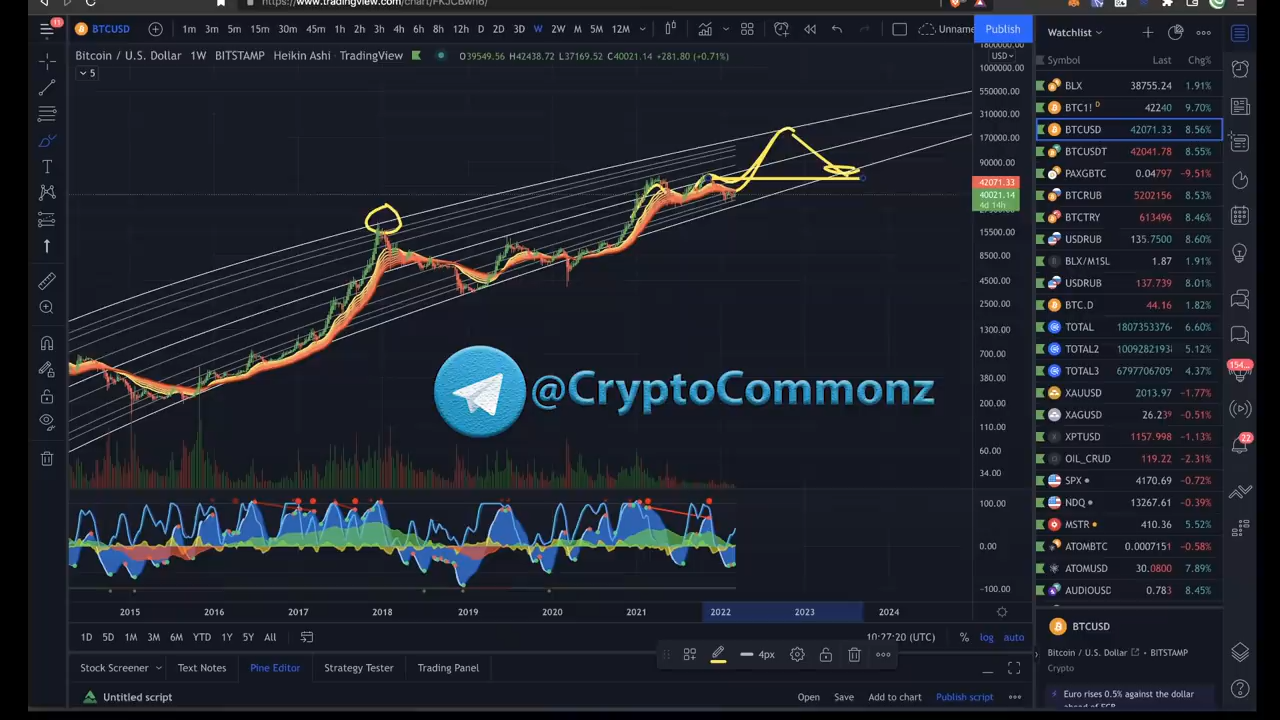 https://www.tradingview.com/chart/FKJCBwh6/
11
BTCUSD
1m 3m 5m 15m 30m 45m 1h 2h 3h 4h 6h 8h 12h D 2D 3D W 2W M 5M 12M
Unname
Publish
Bitcoin / U.S. Dollar 1W BITSTAMP Heikin Ashi TradingView
O39549.56 H42438.72 L37169.52 C40021.14 +281.80 (+0.71%)
5
USD
1000000.00
550000.00
310000.00
170000.00
90000.00
42071.33
40021.14
4d 14h
15500.00
8500.00
4500.00
2500.00
1300.00
700.00
380.00
200.00
110.00
60.00
34.00
100.00
0.00
-100.00
@CryptoCommonz
2015 2016 2017 2018 2019 2020 2021 2022 2023 2024
1D 5D 1M 3M 6M YTD 1Y 5Y All
10:27:20 (UTC) % log auto
4px
Stock Screener Text Notes Pine Editor Strategy Tester Trading Panel
Untitled script
Open Save Add to chart Publish script
Watchlist
Symbol Last Chg%
BLX 38755.24 1.91%
BTC1! D 42240 9.70%
BTCUSD 42071.33 8.56%
BTCUSDT 42041.78 8.55%
PAXGBTC 0.04797 -9.51%
BTCRUB 5202156 8.53%
BTCTRY 613496 8.46%
USDRUB 135.7500 8.60%
BLX/M1SL 1.87 1.91%
USDRUB 137.739 8.01%
BTC.D 44.16 1.82%
TOTAL 1807353376 6.60%
TOTAL2 1009282193 5.12%
TOTAL3 6797706705 4.37%
XAUUSD 2013.97 -1.77%
XAGUSD 26.239 -0.51%
XPTUSD 1157.998 -1.13%
OIL_CRUD 119.22 -2.31%
SPX 4170.69 -0.72%
NDQ 13267.61 -0.39%
MSTR 410.36 5.52%
ATOMBTC 0.0007151 -0.58%
ATOMUSD 30.0800 7.89%
AUDIOUSD 0.783 8.45%
154
22
BTCUSD
Bitcoin / U.S. Dollar BITSTAMP
Crypto
Euro rises 0.5% against the dollar
ahead of ECB